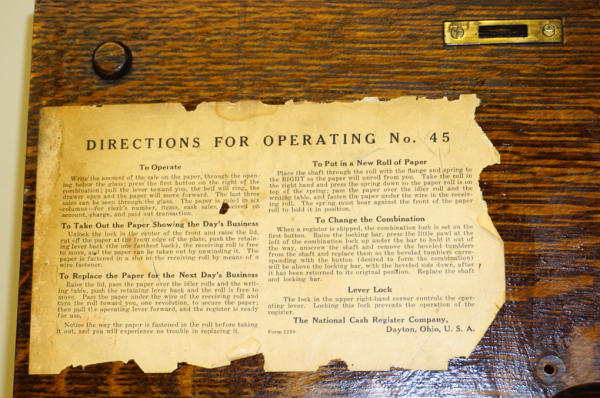 DIRECTIONS FOR OPERATING No. 45
To Operate
Write the amount of the sale on the paper, through the open-
ing below the glass; press the first button on the right of the
combination; pull the lever toward you, the bell will ring, the
drawer open and the paper will move upward. The last three
sales can be seen through the glass. The paper is ruled in six
columns—for clerk's number, items, cash sales, received on
account, charge, and paid out transaction.
To Take Out the Paper Showing the Day's Business
Unlock the lock in the center of the front and raise the lid,
cut off the paper at the front edge of the plate, push the retain-
ing lever back (the one farthest back), the receiving roll is free
to move, and the paper can be taken out by unwinding it. The
paper is fastened in a slot in the receiving roll by means of a
wire fastener.
To Replace the Paper for the Next Day's Business
Raise the lid, pass the paper over the idler rolls and the writ-
ing table, push the retaining lever back and the roll is free to
move. Pass the paper under the wire of the receiving roll and
turn the roll toward you, one revolution, to secure the paper;
then pull the operating lever forward, and the register is ready
for use.
Notice the way the paper is fastened in the roll before taking
it out, and you will experience no trouble in replacing it.
To Put in a New Roll of Paper
Place the shaft through the roll with the flange and spring to
the RIGHT so the paper will unroll from you. Take the roll in
the right hand and press the spring down so the paper roll is on
top of the spring; pass the paper over the idler roll and the
writing table, and fasten the paper under the wire in the receiv-
ing roll. The spring must bear against the front of the paper
roll to hold it in position.
To Change the Combination
When a register is shipped, the combination lock is set on the
first button. Raise the locking bar, press the little pawl at the
left of the combination lock up under the bar to hold it out of
the way, unscrew the shaft and remove the beveled tumblers
from the shaft and replace them so the beveled tumblers corre-
sponding with the button (desired to form the combination)
will be above the locking bar, with the beveled side down, after
it has been returned to its original position. Replace the shaft
and locking bar.
Lever Lock
The lock in the upper right-hand corner controls the oper-
ating lever. Locking this lock prevents the operation of the
register.
The National Cash Register Company,
Form
Dayton, Ohio, U. S. A.